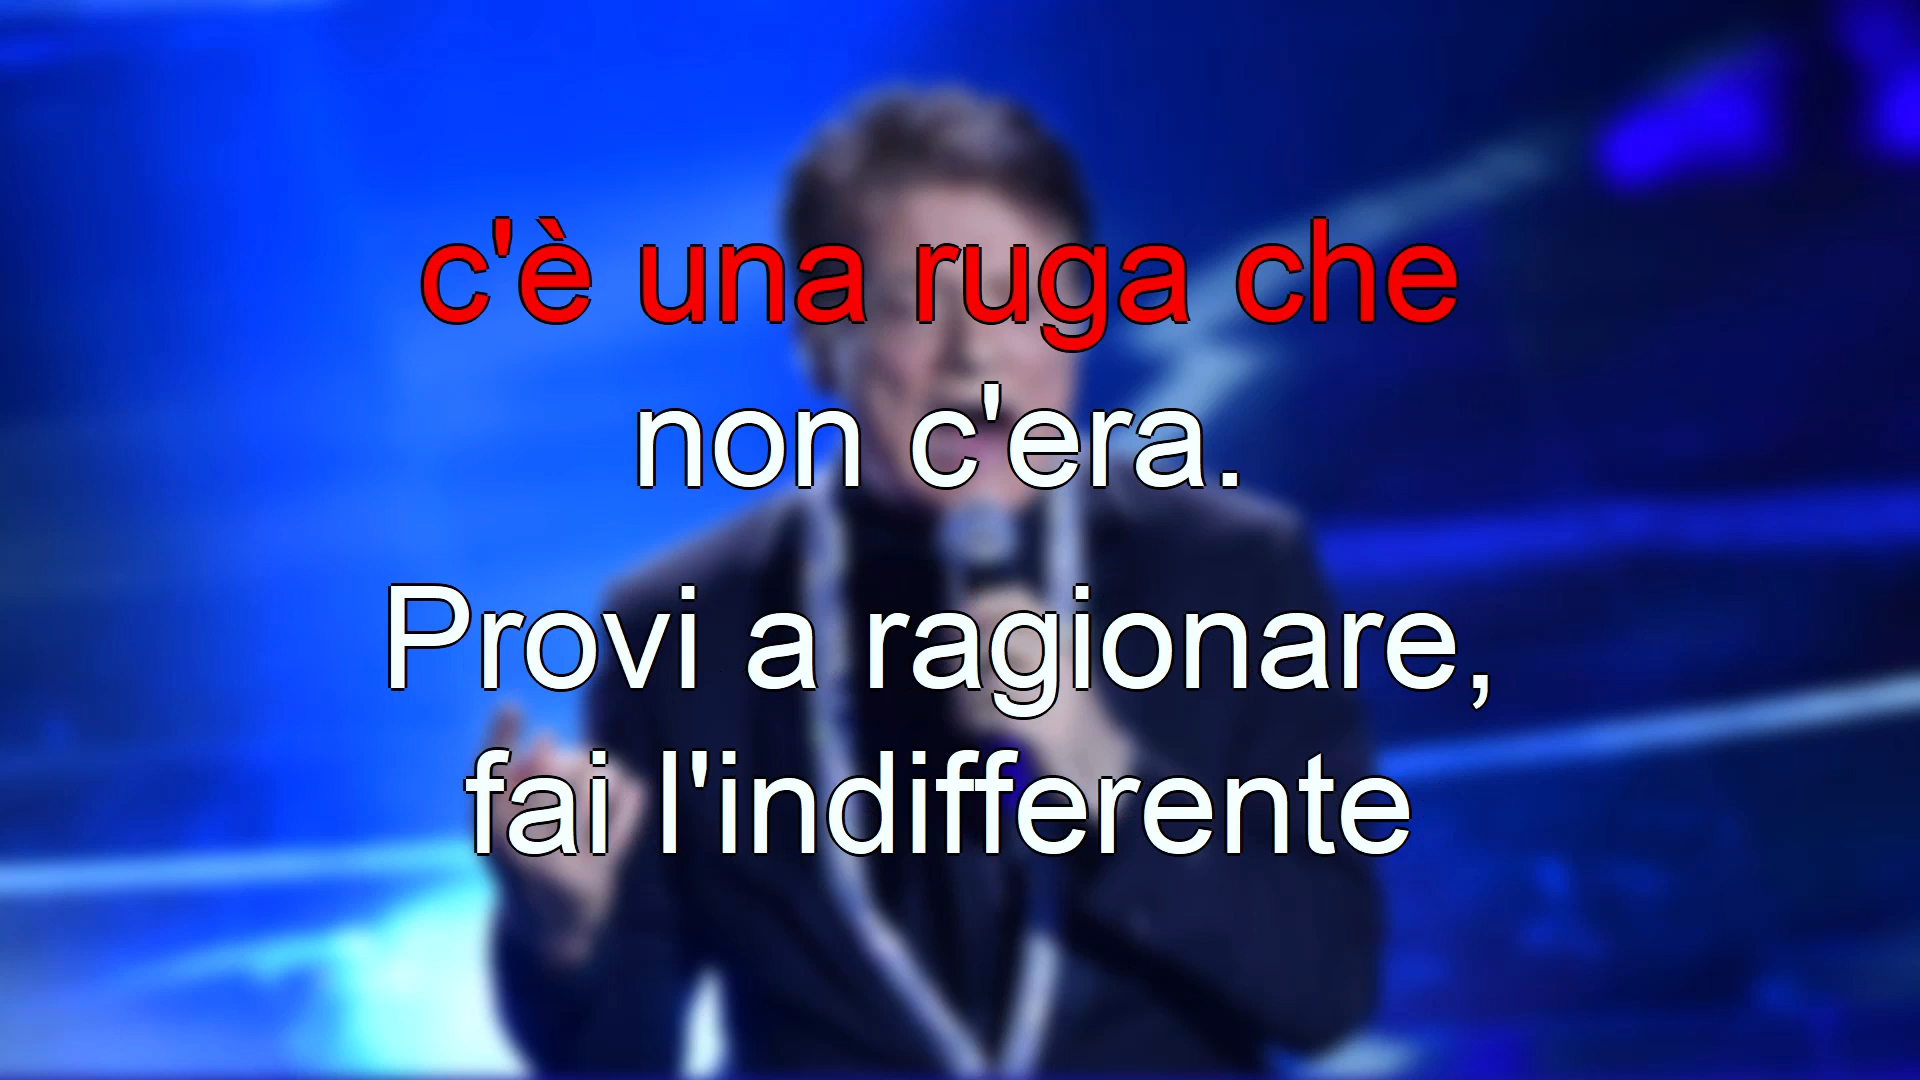 c'è una ruga che
non c'era.
Provi a ragionare,
fai l'indifferente